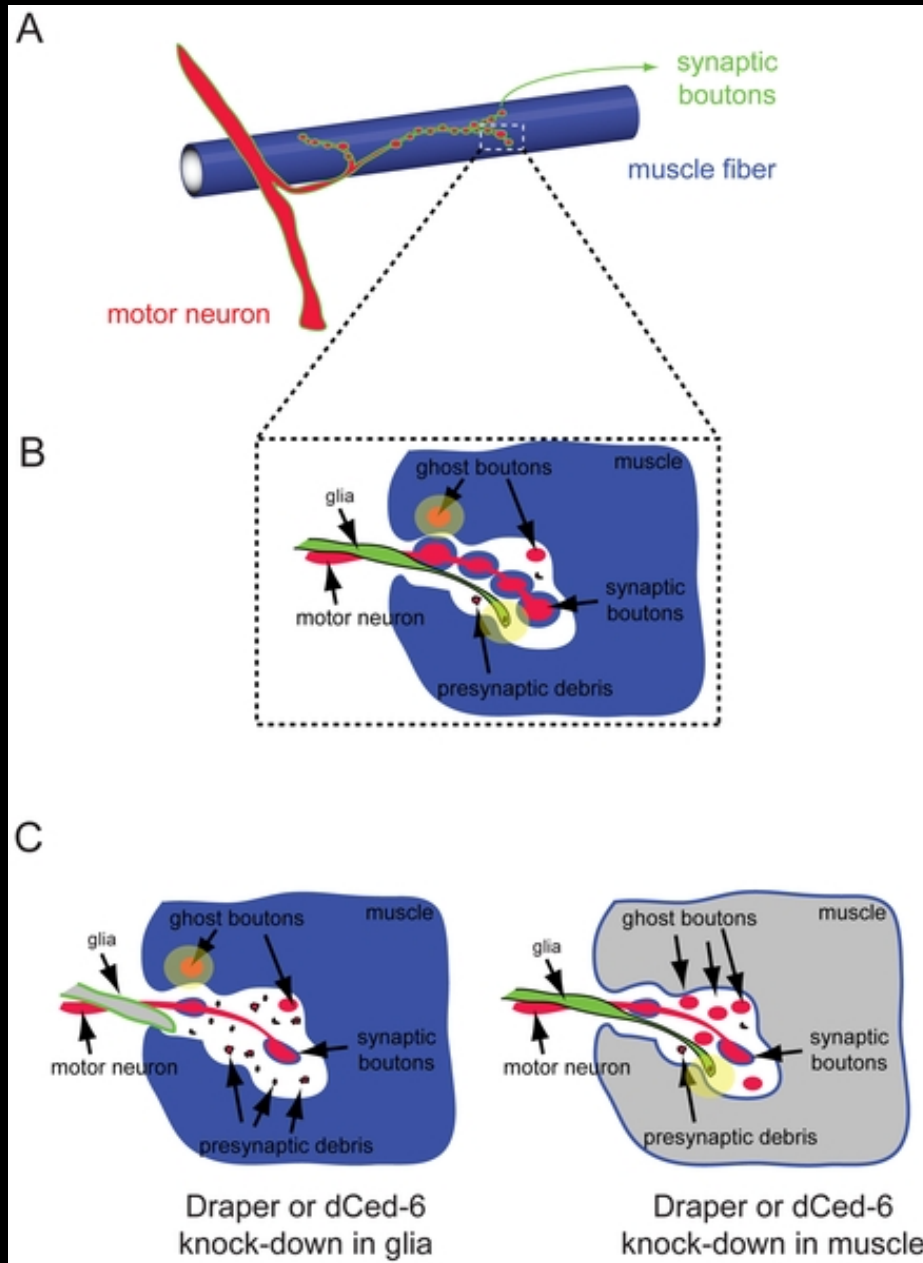 A
synaptic
boutons
muscle fiber
motor neuron
B
ghost boutons
muscle
glia
synaptic
boutons
motor neuron
presynaptic debris
C
ghost boutons
muscle
glia
synaptic
boutons
motor neuron
presynaptic debris
Draper or dCed-6
knock-down in glia
ghost boutons
muscle
glia
synaptic
boutons
motor neuron
presynaptic debris
Draper or dCed-6
knock-down in muscle